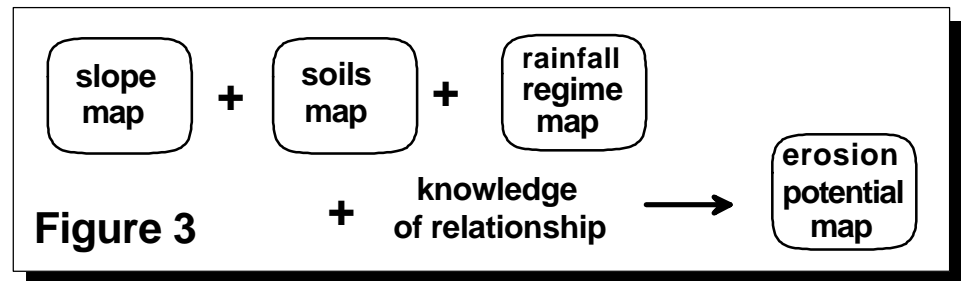 slope
map
+
soils
map
+
rainfall
regime
map
+
knowledge
of relationship
erosion
potential
map
Figure 3